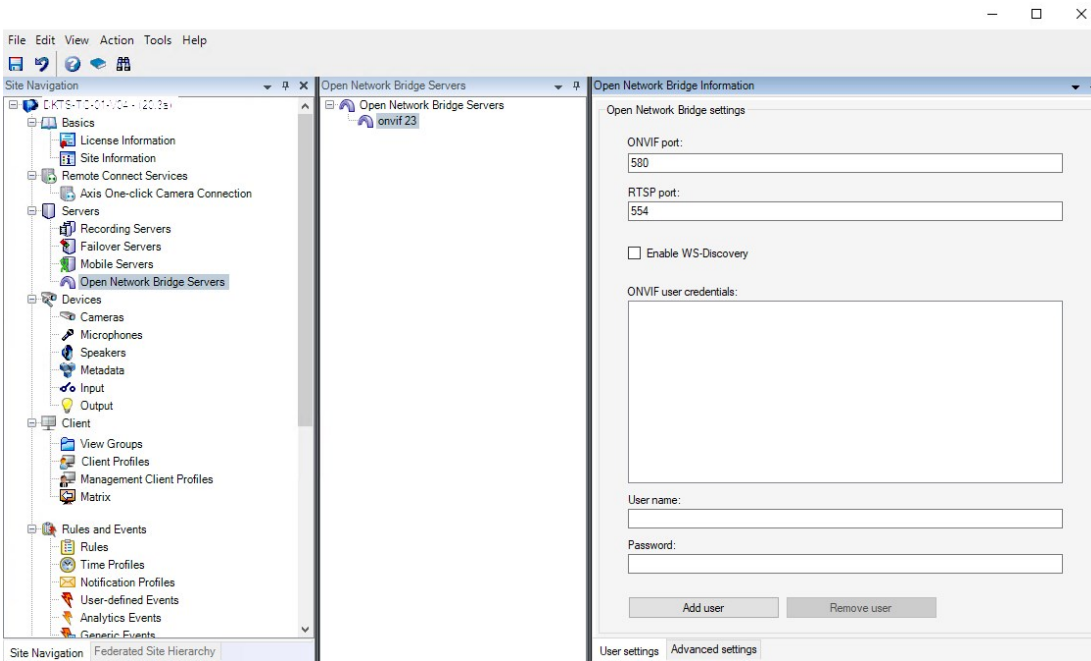 File Edit View Action Tools Help
Site Navigation
Basics
License Information
Site Information
Remote Connect Services
Axis One-click Camera Connection
Servers
Recording Servers
Failover Servers
Mobile Servers
Open Network Bridge Servers
Devices
Cameras
Microphones
Speakers
Metadata
Input
Output
Client
View Groups
Client Profiles
Management Client Profiles
Matrix
Rules and Events
Rules
Time Profiles
Notification Profiles
User-defined Events
Analytics Events
Generic Events
Site Navigation
Federated Site Hierarchy
Open Network Bridge Servers
Open Network Bridge Servers
onvif 23
Open Network Bridge Information
Open Network Bridge settings
ONVIF port:
580
RTSP port:
554
Enable WS-Discovery
ONVIF user credentials:
User name:
Password:
Add user
Remove user
User settings
Advanced settings